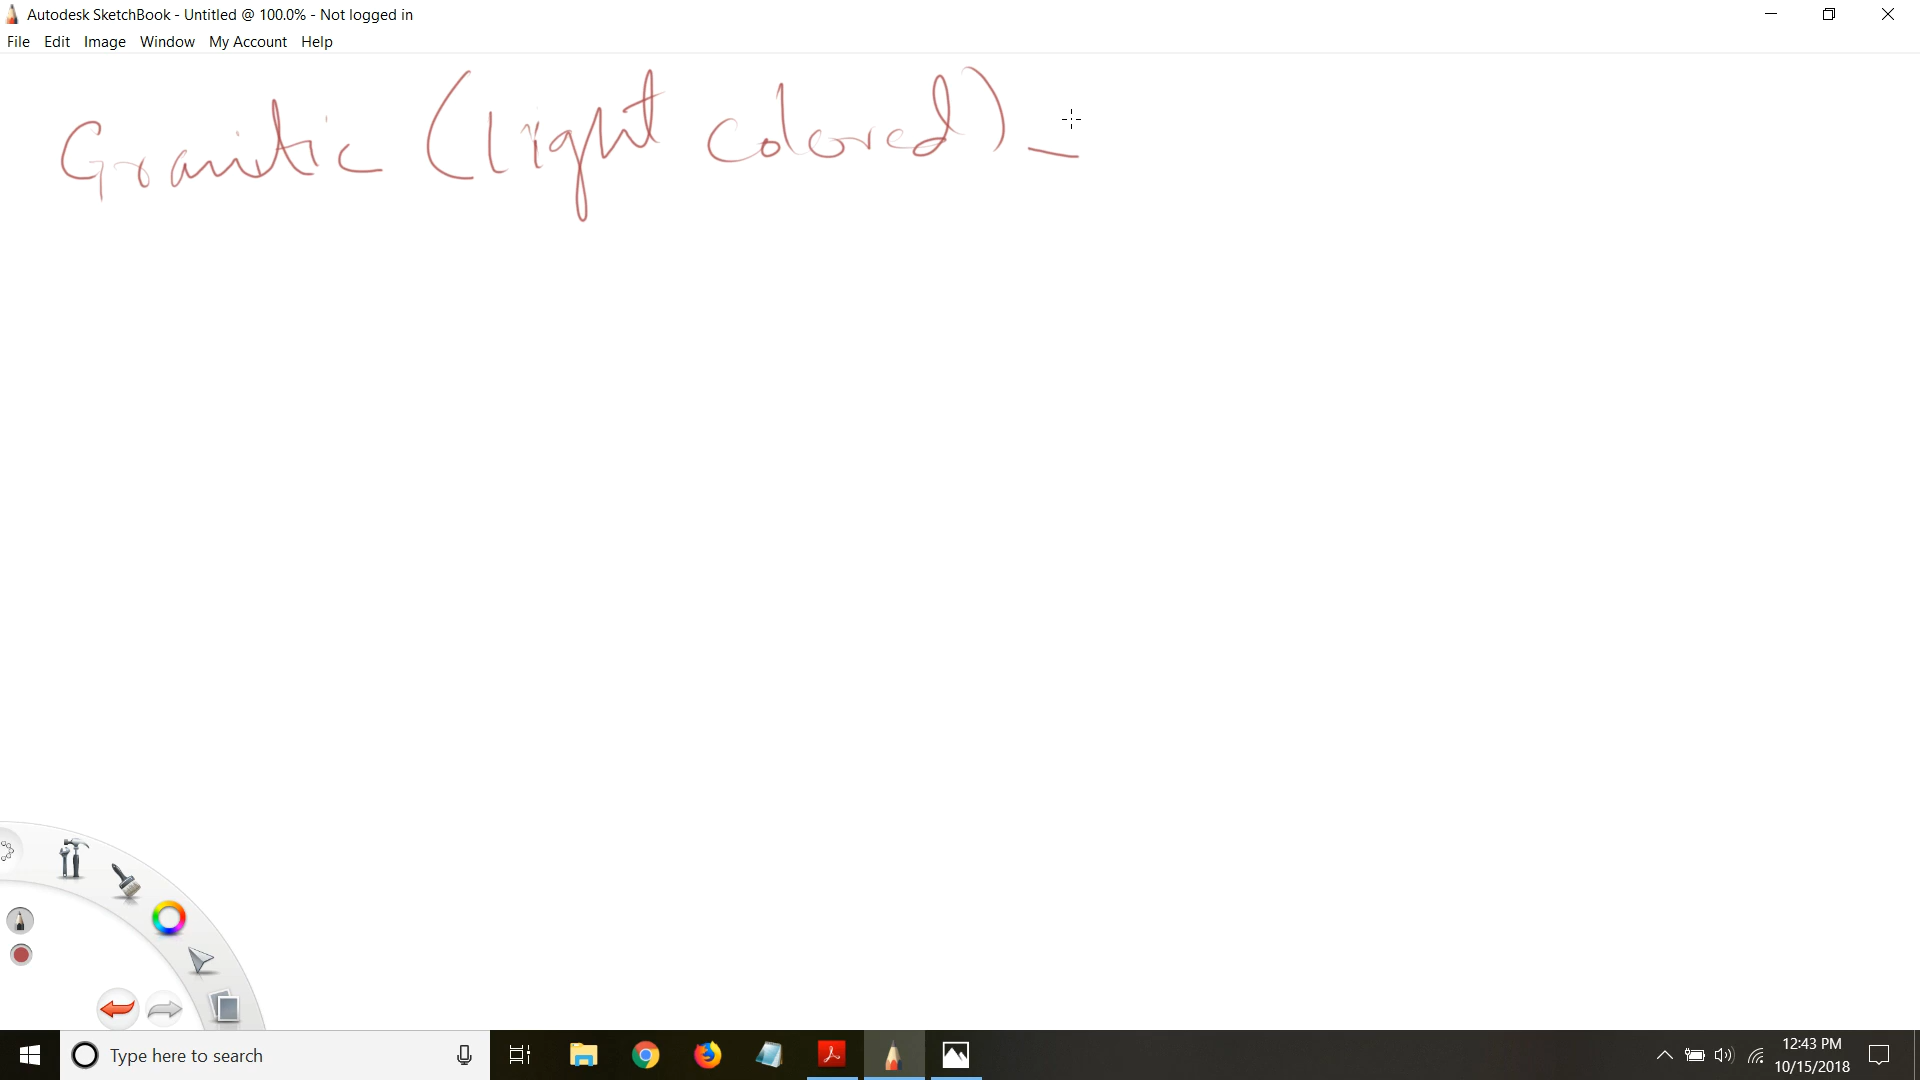 Autodesk SketchBook - Untitled @ 100.0% - Not logged in
File Edit Image Window My Account Help
Granitic (light colored) -
Type here to search
12:43 PM
10/15/2018